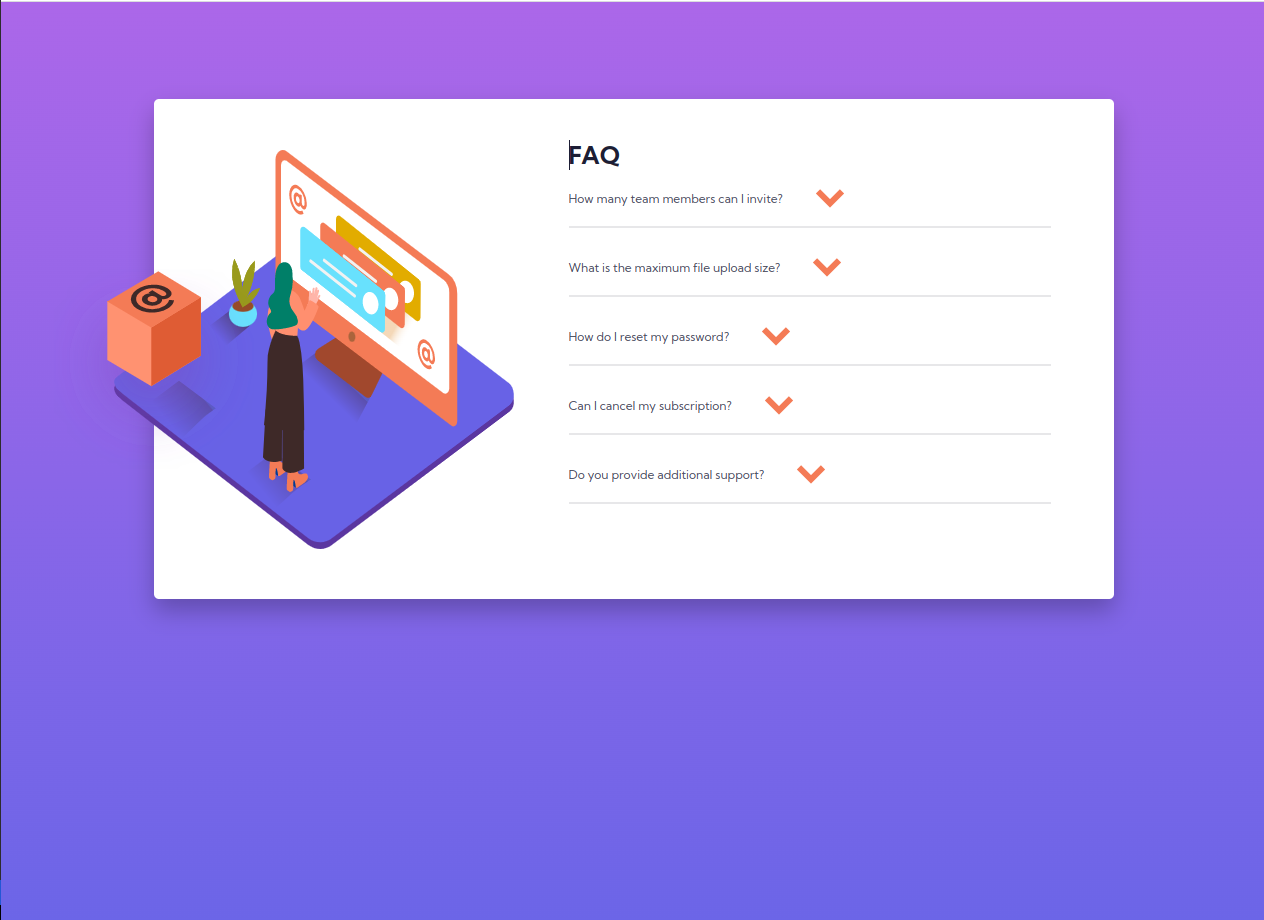 @
@
@
FAQ
How many team members can I invite?
What is the maximum file upload size?
How do I reset my password?
Can I cancel my subscription?
Do you provide additional support?